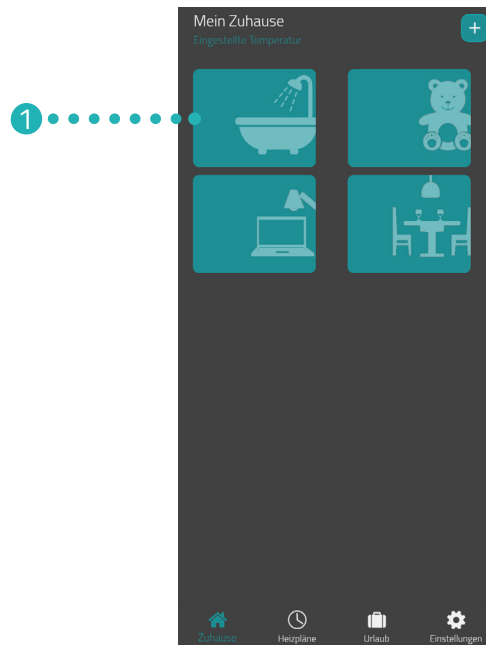 Mein Zuhause
Eingestellte Temperatur
+
1
Zuhause
Heizpläne
Urlaub
Einstellungen